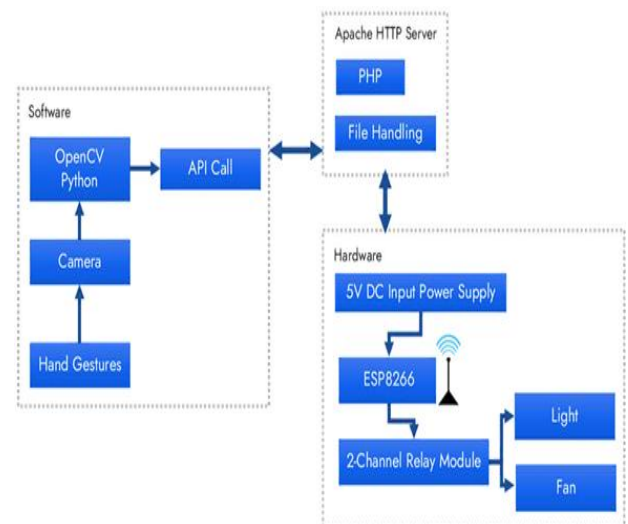 Apache HTTP Server
PHP
File Handling
Software
OpenCV
Python
API Call
Camera
Hand Gestures
Hardware
5V DC Input Power Supply
ESP8266
2-Channel Relay Module
Light
Fan